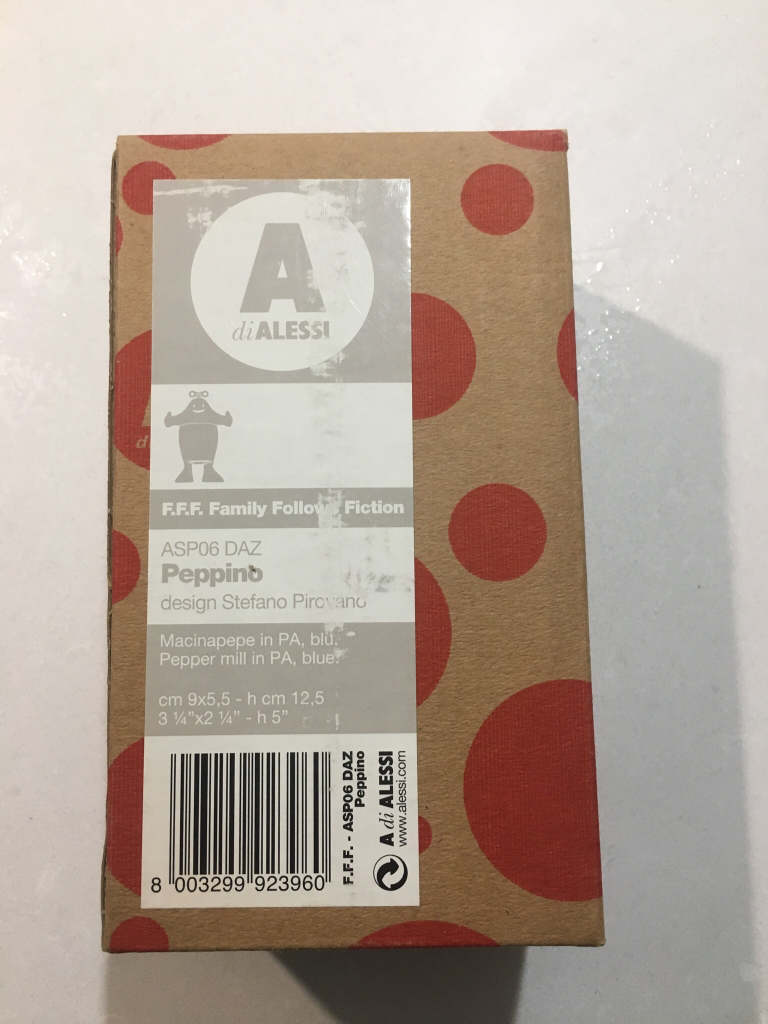 A
di ALESSI
F.F.F. Family Follows Fiction
ASP06 DAZ
Peppino
design Stefano Pirovano
Macinapepe in PA, blu.
Pepper mill in PA, blue.
cm 9x5,5 - h cm 12,5
3 ¼”x2 ¼” - h 5”
8 003299 923960
F.F.F. - ASP06 DAZ
Peppino
A di ALESSI
www.alessi.com